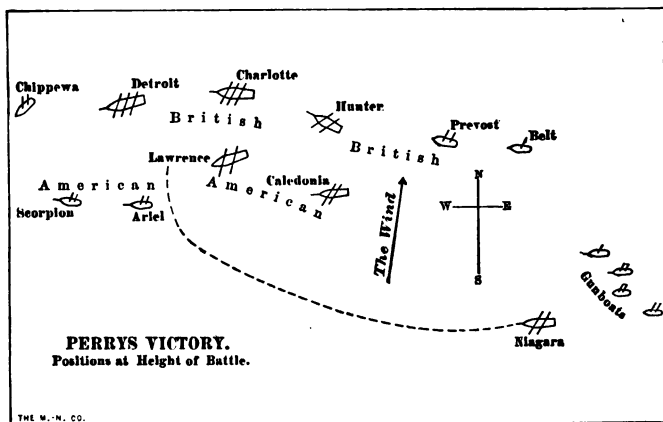 Chippewa
Detroit
Charlotte
British
Hunter
British
Prevost
Belt
Lawrence
American
American
Caledonia
Scorpion
Ariel
The Wind
N
W E
S
Gunboats
Niagara
PERRYS VICTORY.
Positions at Height of Battle.
THE M.-N. CO.